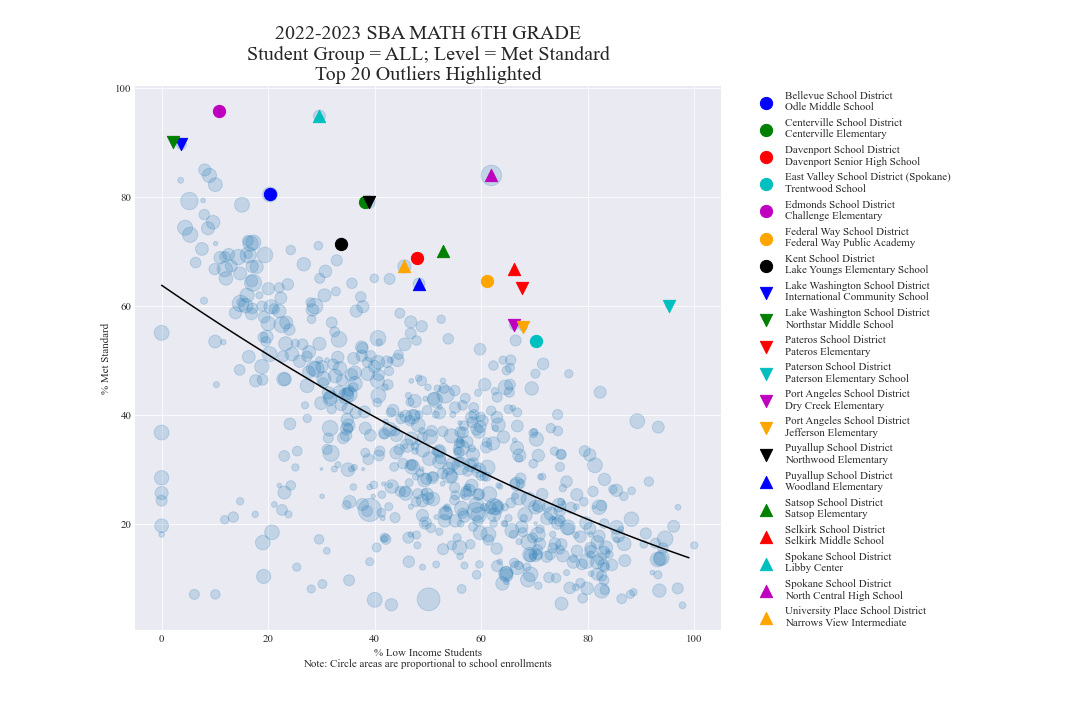 2022-2023 SBA MATH 6TH GRADE
Student Group = ALL; Level = Met Standard
Top 20 Outliers Highlighted
100
80
60
40
20
% Met Standard
0
20
40
60
80
100
% Low Income Students
Note: Circle areas are proportional to school enrollments
Bellevue School District
Odle Middle School
Centerville School District
Centerville Elementary
Davenport School District
Davenport Senior High School
East Valley School District (Spokane)
Trentwood School
Edmonds School District
Challenge Elementary
Federal Way School District
Federal Way Public Academy
Kent School District
Lake Youngs Elementary School
Lake Washington School District
International Community School
Lake Washington School District
Northstar Middle School
Pateros School District
Pateros Elementary
Paterson School District
Paterson Elementary School
Port Angeles School District
Dry Creek Elementary
Port Angeles School District
Jefferson Elementary
Puyallup School District
Northwood Elementary
Puyallup School District
Woodland Elementary
Satsop School District
Satsop Elementary
Selkirk School District
Selkirk Middle School
Spokane School District
Libby Center
Spokane School District
North Central High School
University Place School District
Narrows View Intermediate